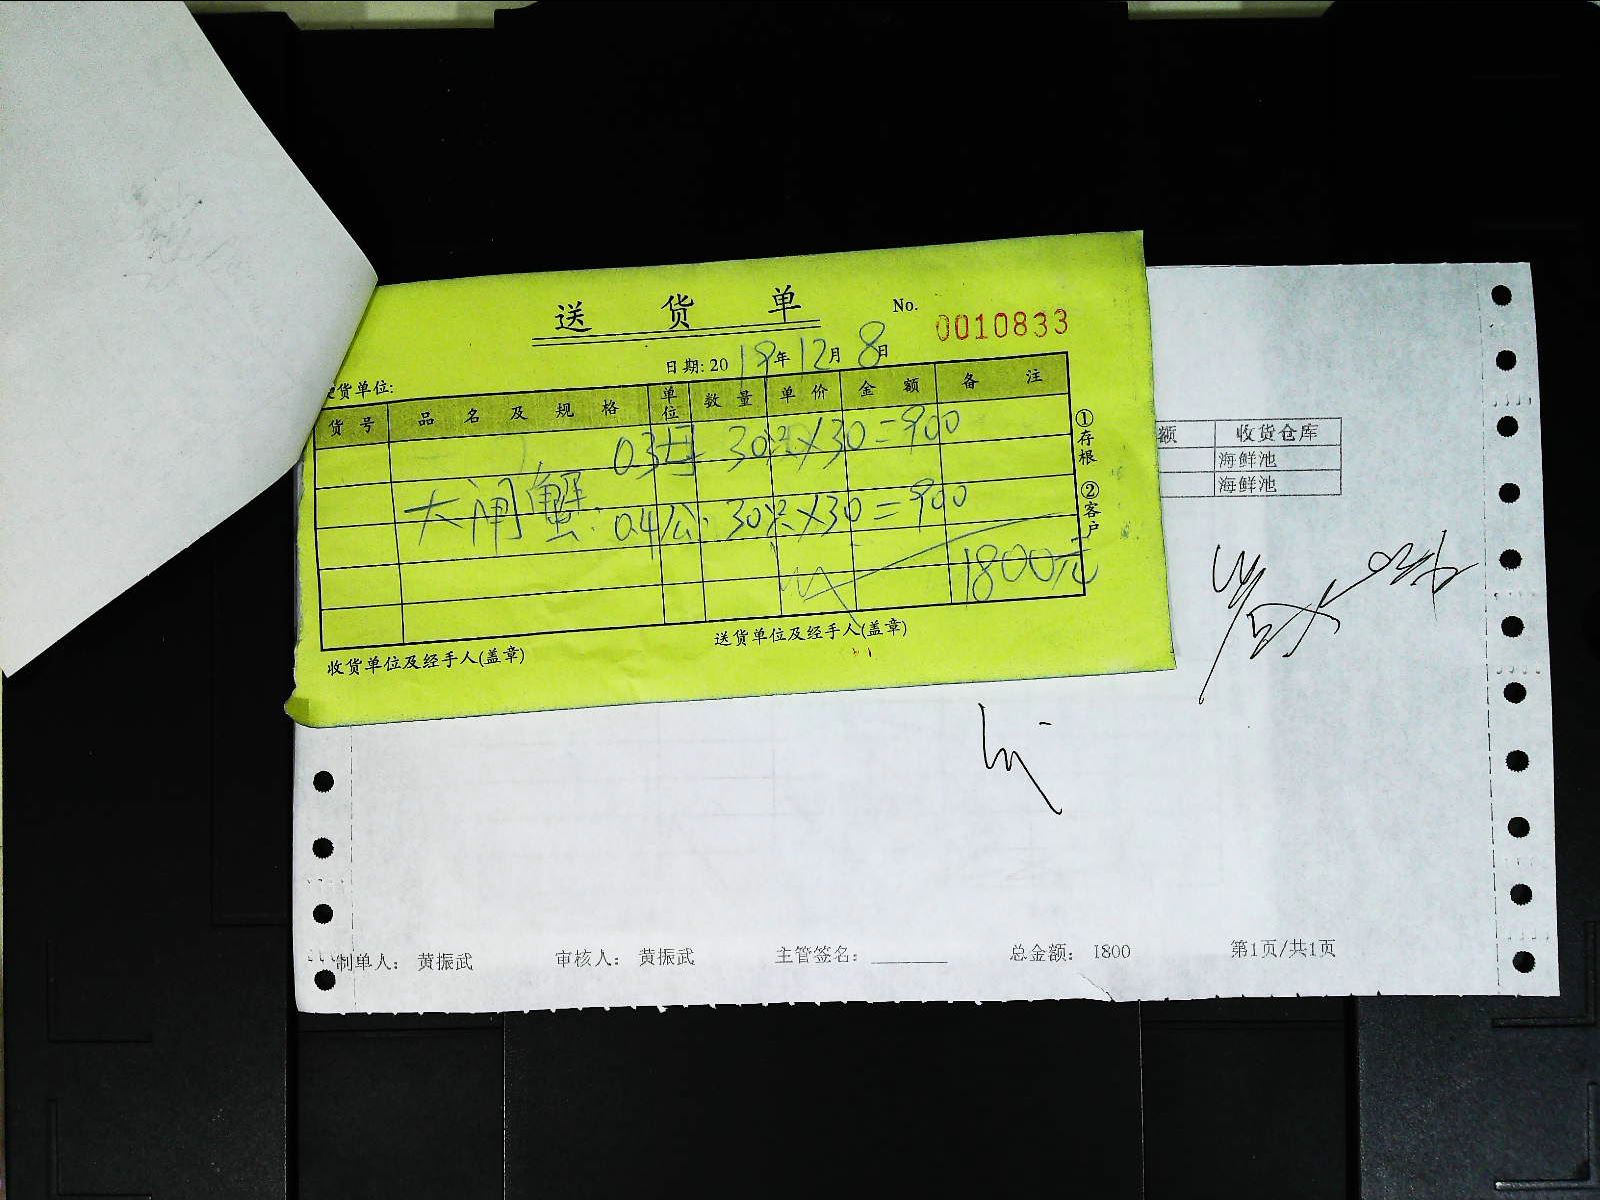 送货单 No. 0010833
日期: 2019年12月8日
货单位:
货号 品名及规格 单位 数量 单价 金额 备注
03母 30只×30=900
大闸蟹: 04公: 30只×30=900
1800元
收货单位及经手人(盖章) 送货单位及经手人(盖章)
①存根 ②客户
额 收货仓库
海鲜池
海鲜池
制单人: 黄振武 审核人: 黄振武 主管签名: 总金额: 1800 第1页/共1页